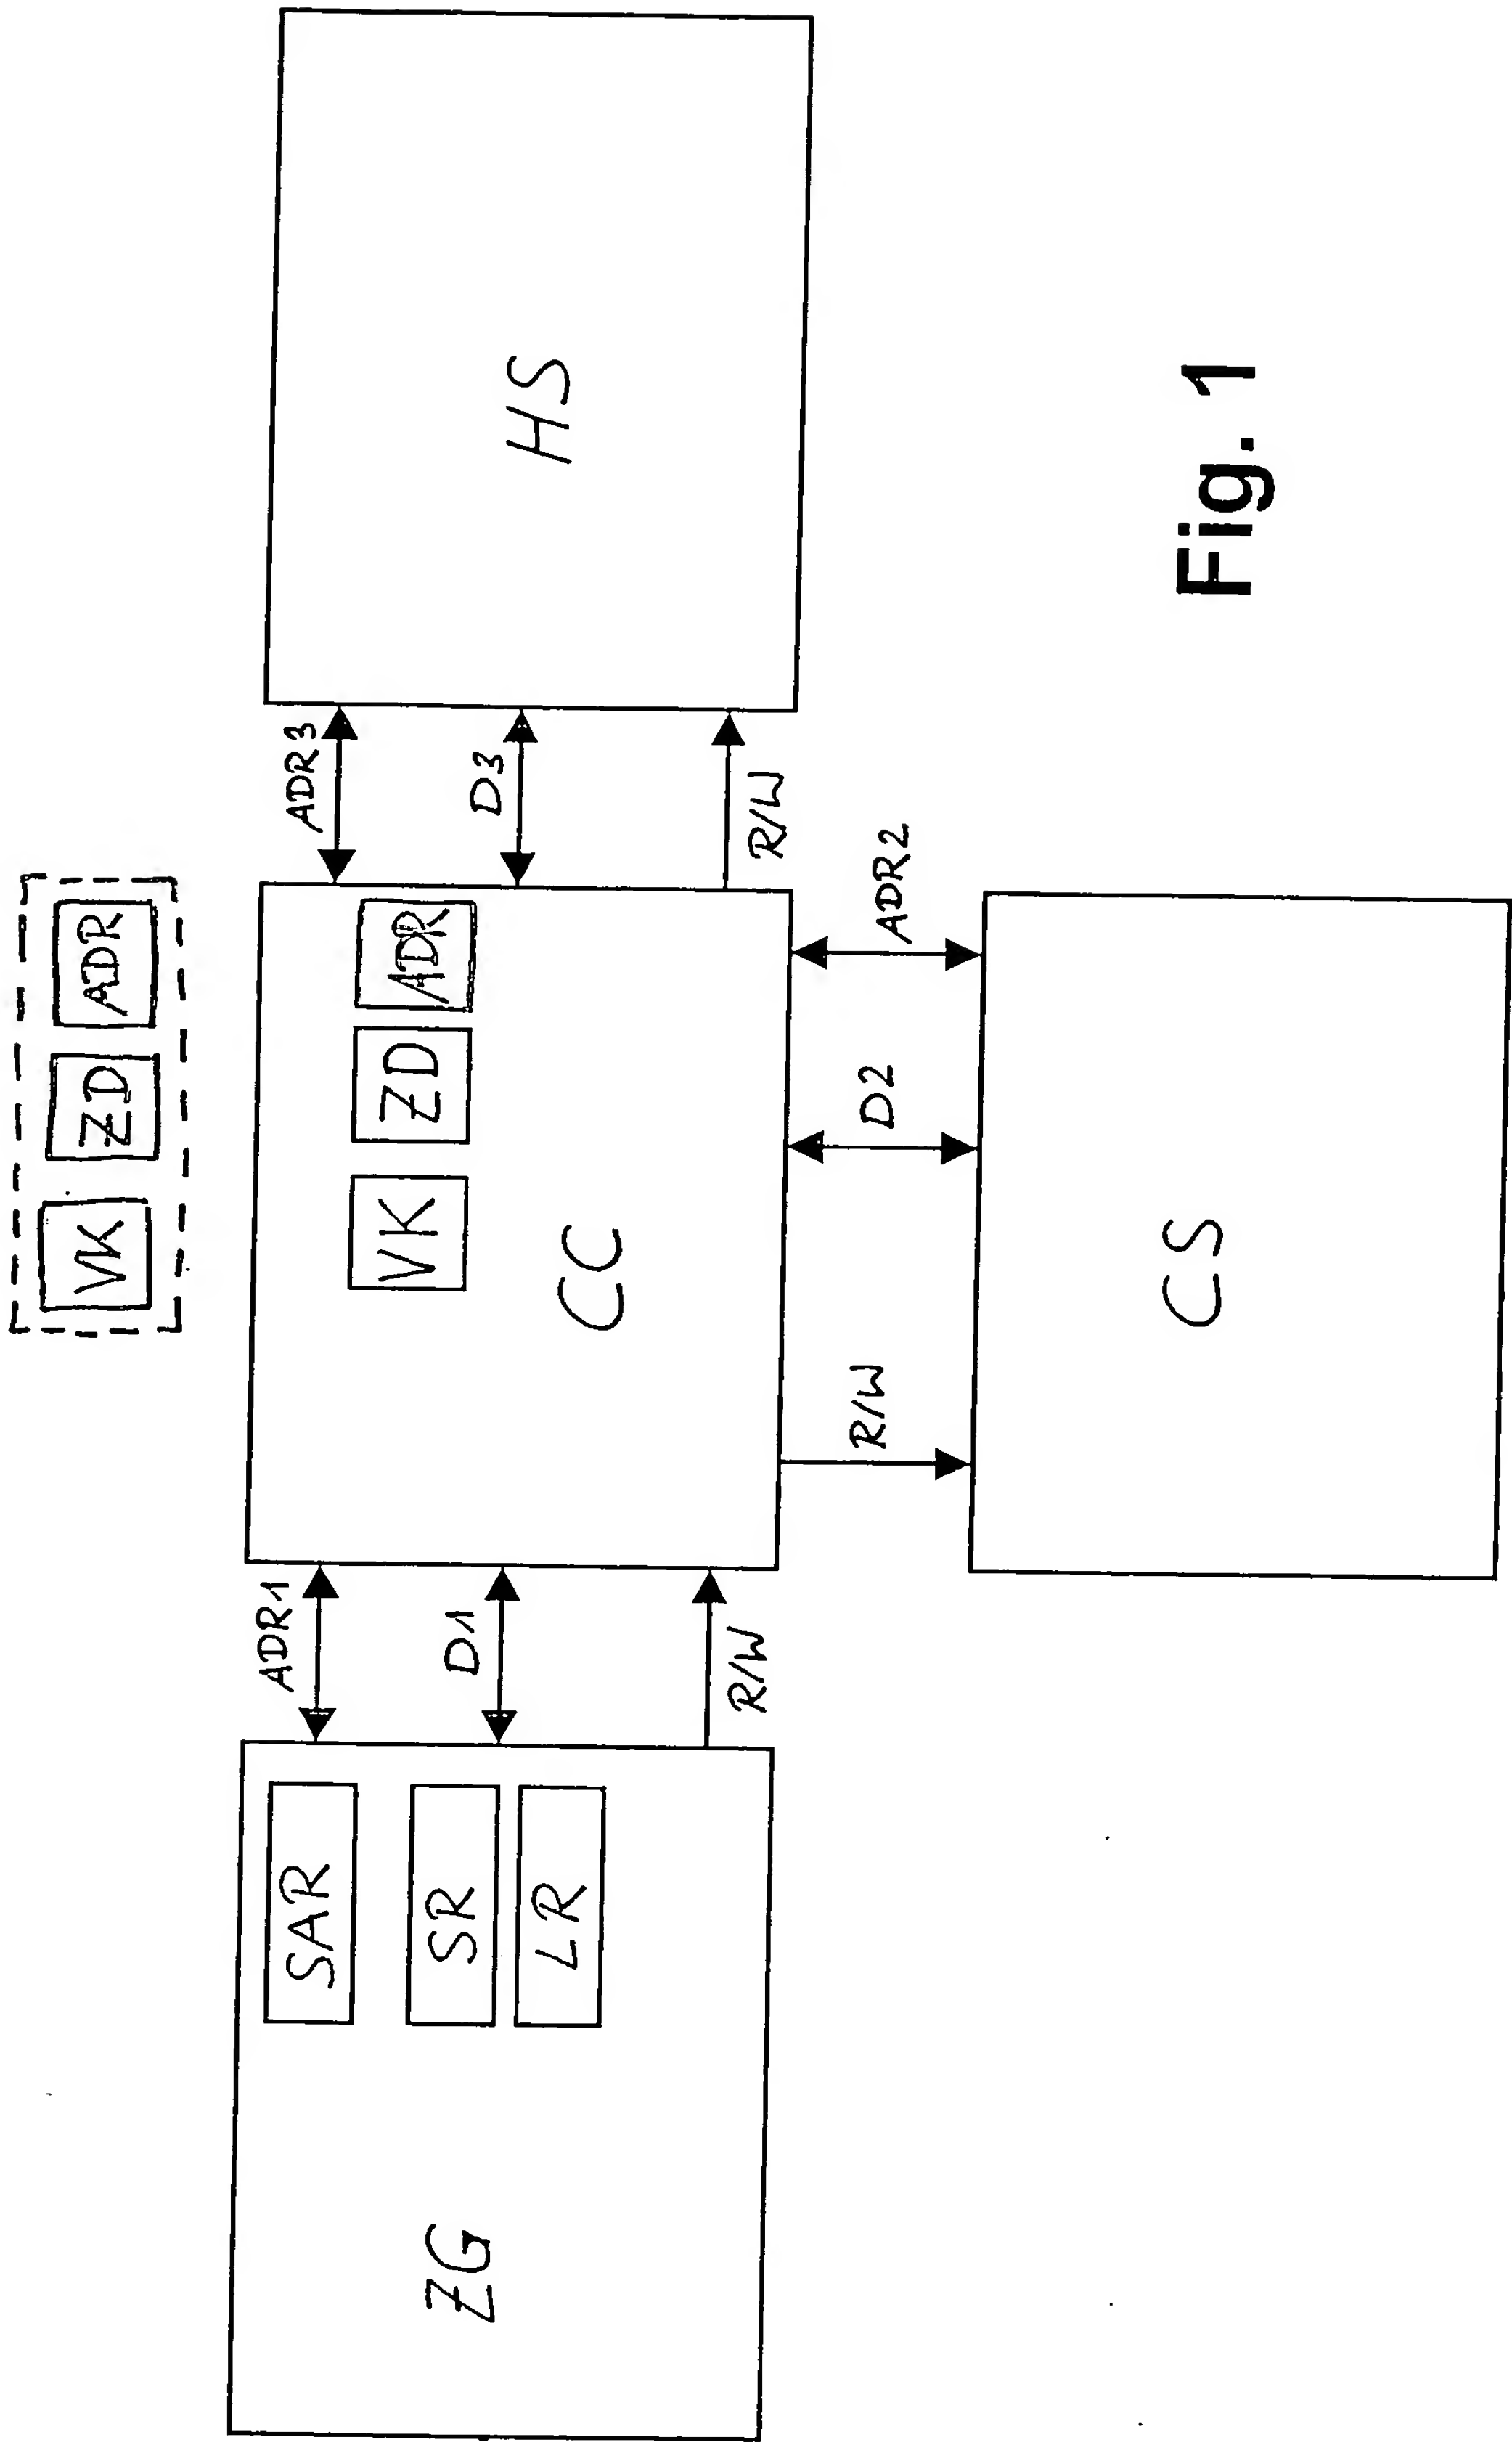 VK ZD ADR
ZG
SAR
SR
LR
ADR1
D1
R/W
VK ZD ADR
CC
ADR3
D3
R/W
HS
R/W
D2
ADR2
CS
Fig. 1